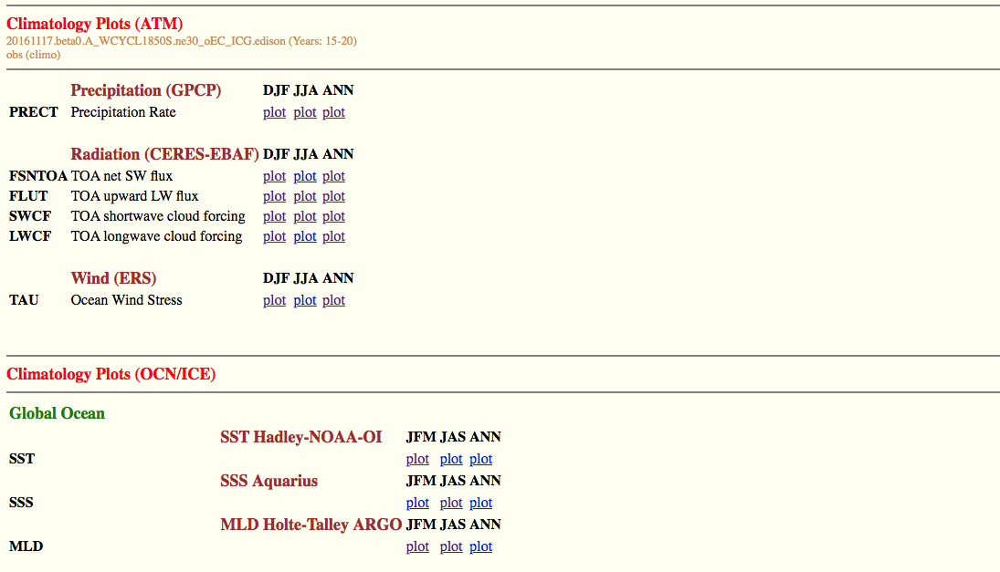 Climatology Plots (ATM)
20161117.beta0.A_WCYCL1850S.ne30_oEC_ICG.edison (Years: 15-20)
obs (climo)
Precipitation (GPCP) DJF JJA ANN
PRECT Precipitation Rate plot plot plot
Radiation (CERES-EBAF) DJF JJA ANN
FSNTOA TOA net SW flux plot plot plot
FLUT TOA upward LW flux plot plot plot
SWCF TOA shortwave cloud forcing plot plot plot
LWCF TOA longwave cloud forcing plot plot plot
Wind (ERS) DJF JJA ANN
TAU Ocean Wind Stress plot plot plot
Climatology Plots (OCN/ICE)
Global Ocean
SST Hadley-NOAA-OI JFM JAS ANN
SST plot plot plot
SSS Aquarius JFM JAS ANN
SSS plot plot plot
MLD Holte-Talley ARGO JFM JAS ANN
MLD plot plot plot